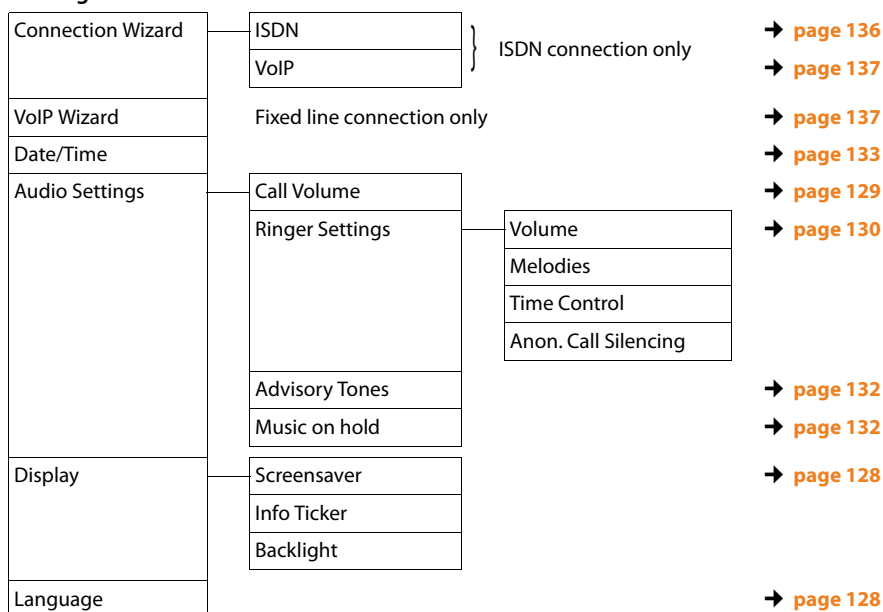 Connection Wizard ISDN ➜ page 136
ISDN connection only
VoIP ➜ page 137
VoIP Wizard Fixed line connection only ➜ page 137
Date/Time ➜ page 133
Audio Settings Call Volume ➜ page 129
Ringer Settings Volume ➜ page 130
Melodies
Time Control
Anon. Call Silencing
Advisory Tones ➜ page 132
Music on hold ➜ page 132
Display Screensaver ➜ page 128
Info Ticker
Backlight
Language ➜ page 128